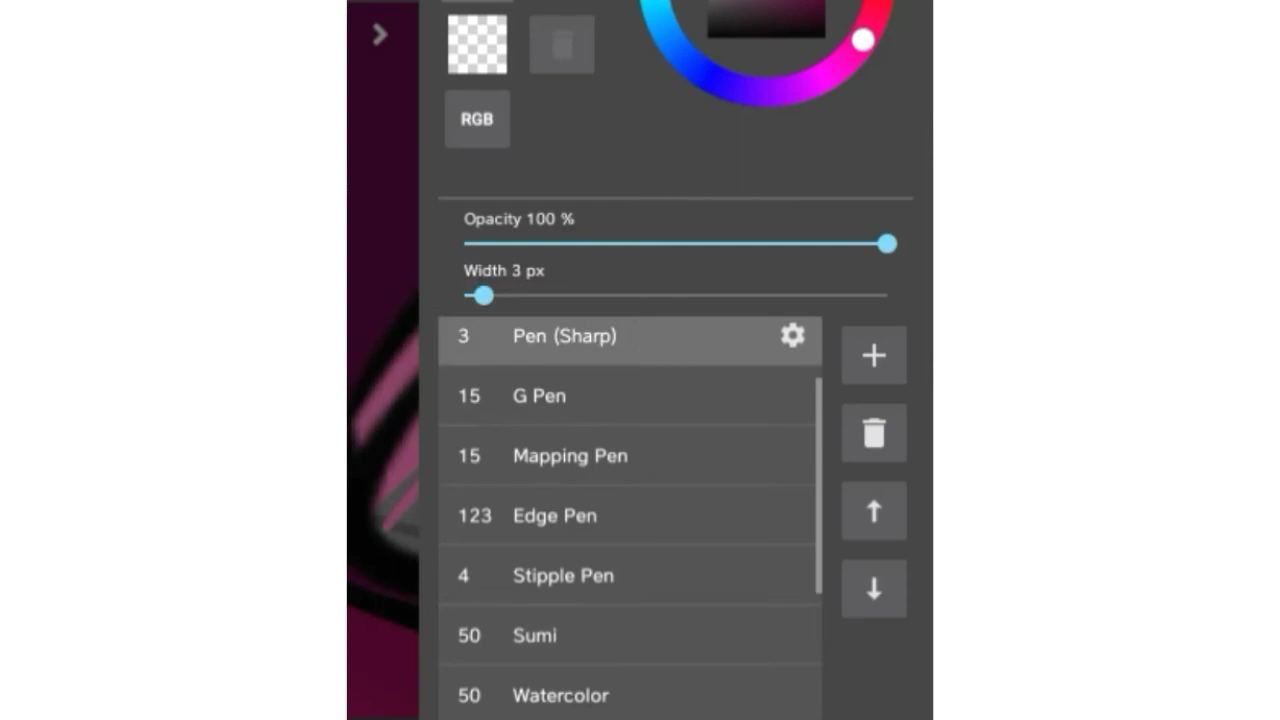 RGB
Opacity 100 %
Width 3 px
3 Pen (Sharp)
15 G Pen
15 Mapping Pen
123 Edge Pen
4 Stipple Pen
50 Sumi
50 Watercolor